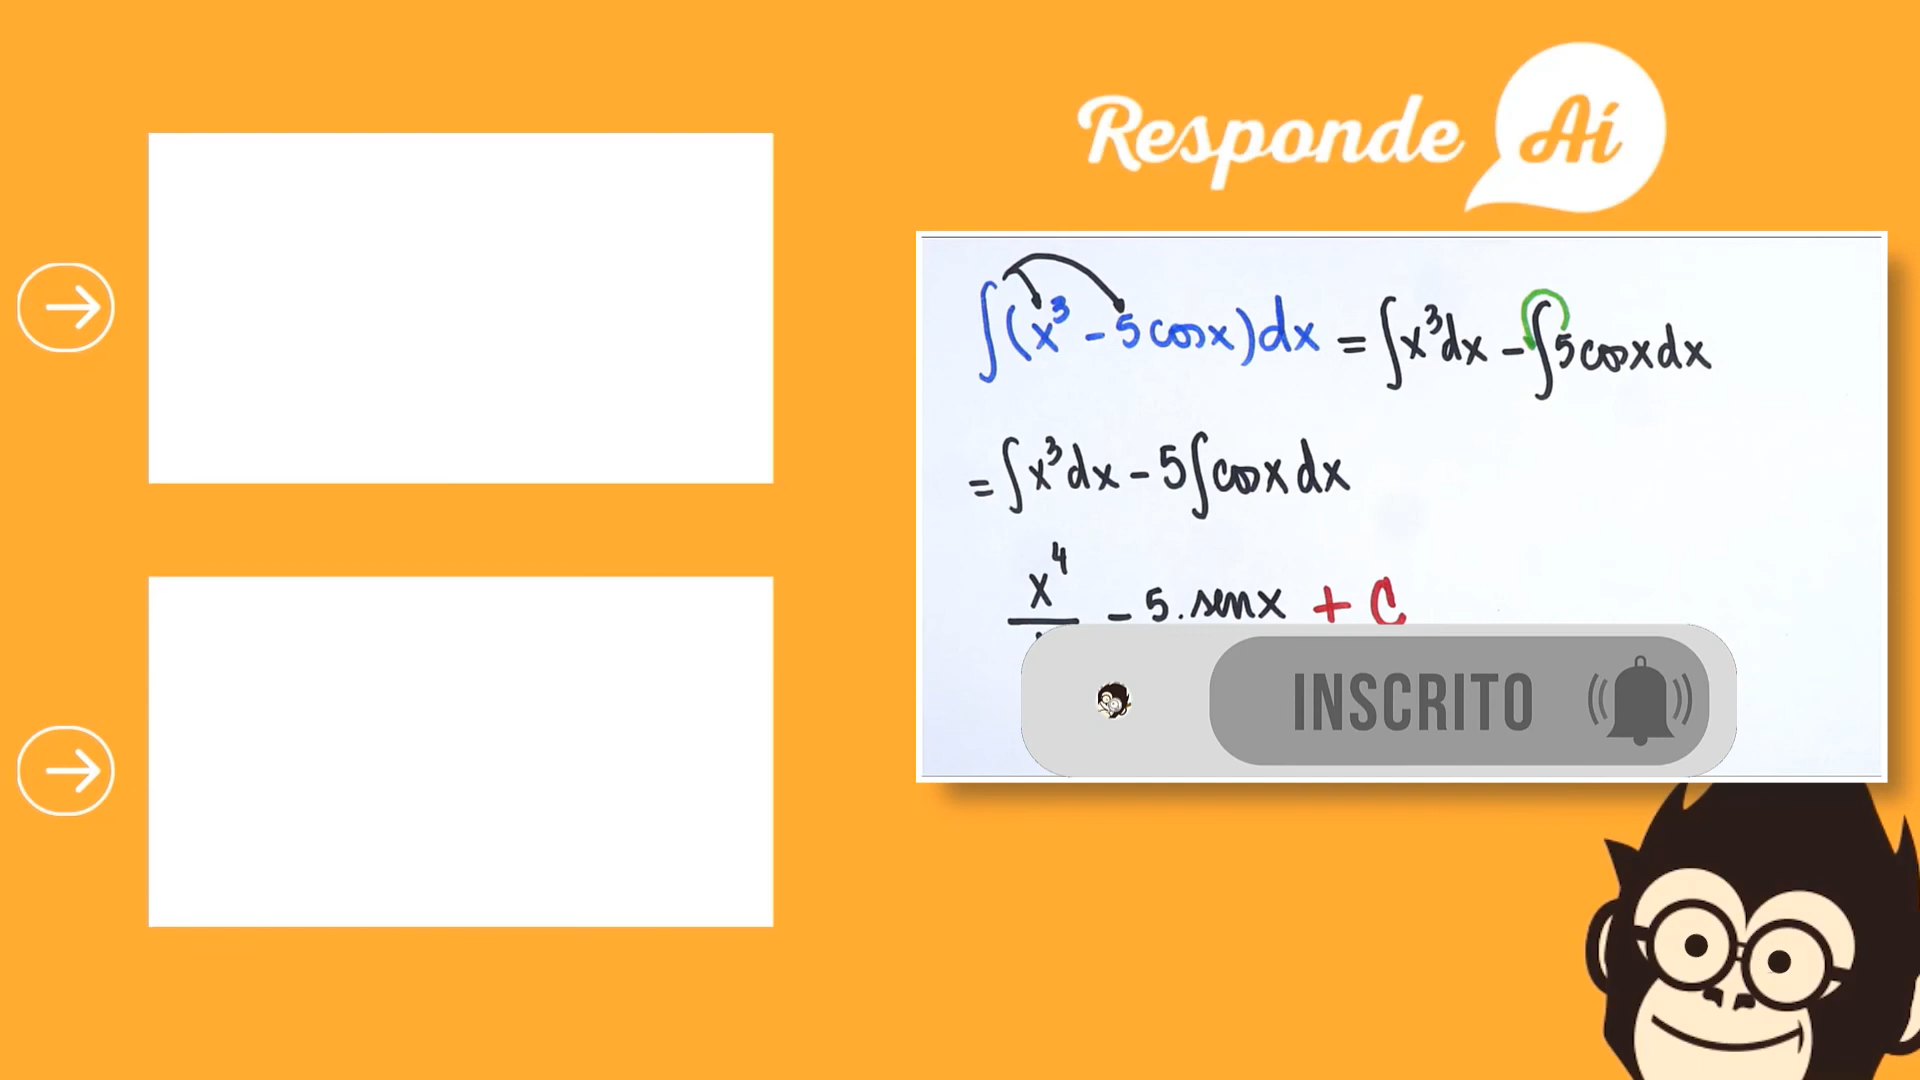 Responde Aí
∫(x³ - 5cosx)dx = ∫x³dx - ∫5cosxdx
= ∫x³dx - 5∫cosxdx
x⁴
— - 5.senx + C
INSCRITO